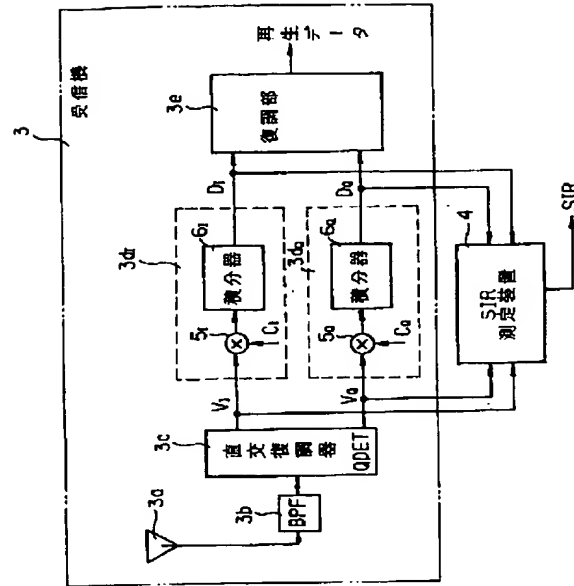 3
受信機
3a
3b
BPF
3c
直交復調器
QDET
VI
VQ
3dI
5I
×
CI
6I
積分器
DI
3dQ
5Q
×
CQ
6Q
積分器
DQ
3e
復調部
再生データ
4
SIR
測定装置
SIR